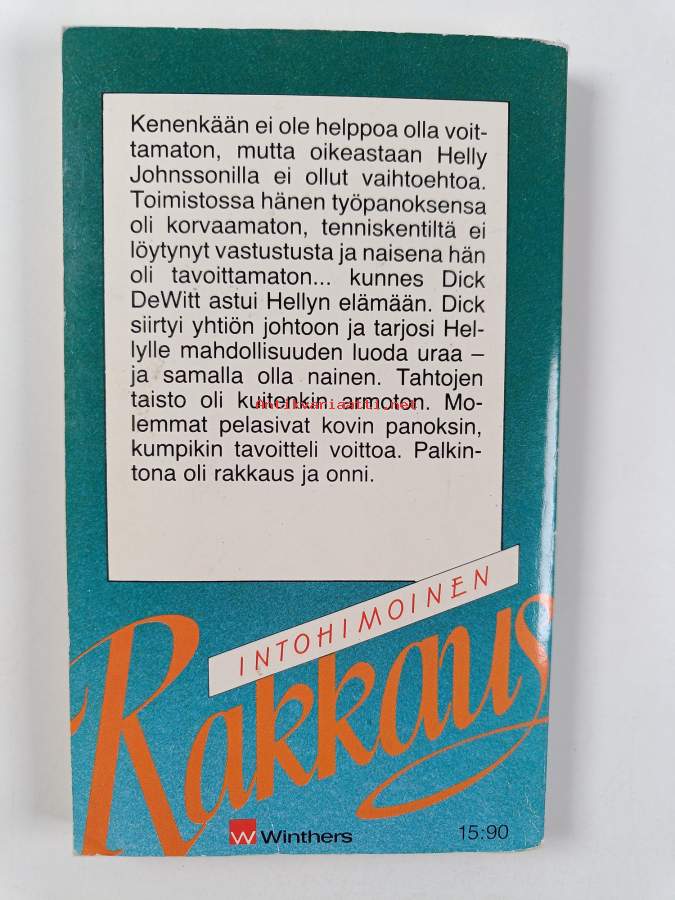 Kenenkään ei ole helppoa olla voit-
tamaton, mutta oikeastaan Helly
Johnssonilla ei ollut vaihtoehtoa.
Toimistossa hänen työpanoksensa
oli korvaamaton, tenniskentiltä ei
löytynyt vastustusta ja naisena hän
oli tavoittamaton... kunnes Dick
DeWitt astui Hellyn elämään. Dick
siirtyi yhtiön johtoon ja tarjosi Hel-
lylle mahdollisuuden luoda uraa –
ja samalla olla nainen. Tahtojen
taisto oli kuitenkin armoton. Mo-
Antikvariaatti.net
lemmat pelasivat kovin panoksin,
kumpikin tavoitteli voittoa. Palkin-
tona oli rakkaus ja onni.
INTOHIMOINEN
Rakkaus
W Winthers
15:90